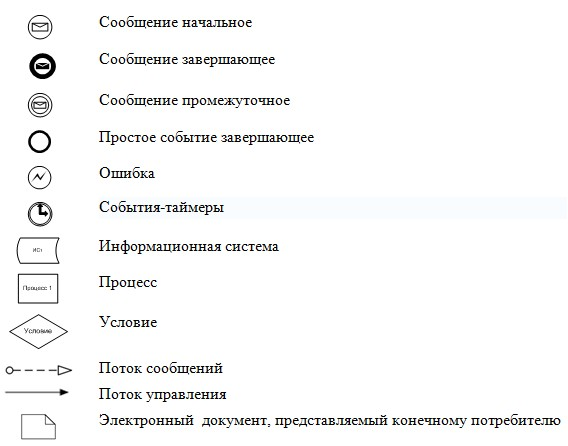 Сообщение начальное
Сообщение завершающее
Сообщение промежуточное
Простое событие завершающее
Ошибка
События-таймеры
ИС1 Информационная система
Процесс 1 Процесс
Условие Условие
Поток сообщений
Поток управления
Электронный документ, представляемый конечному потребителю